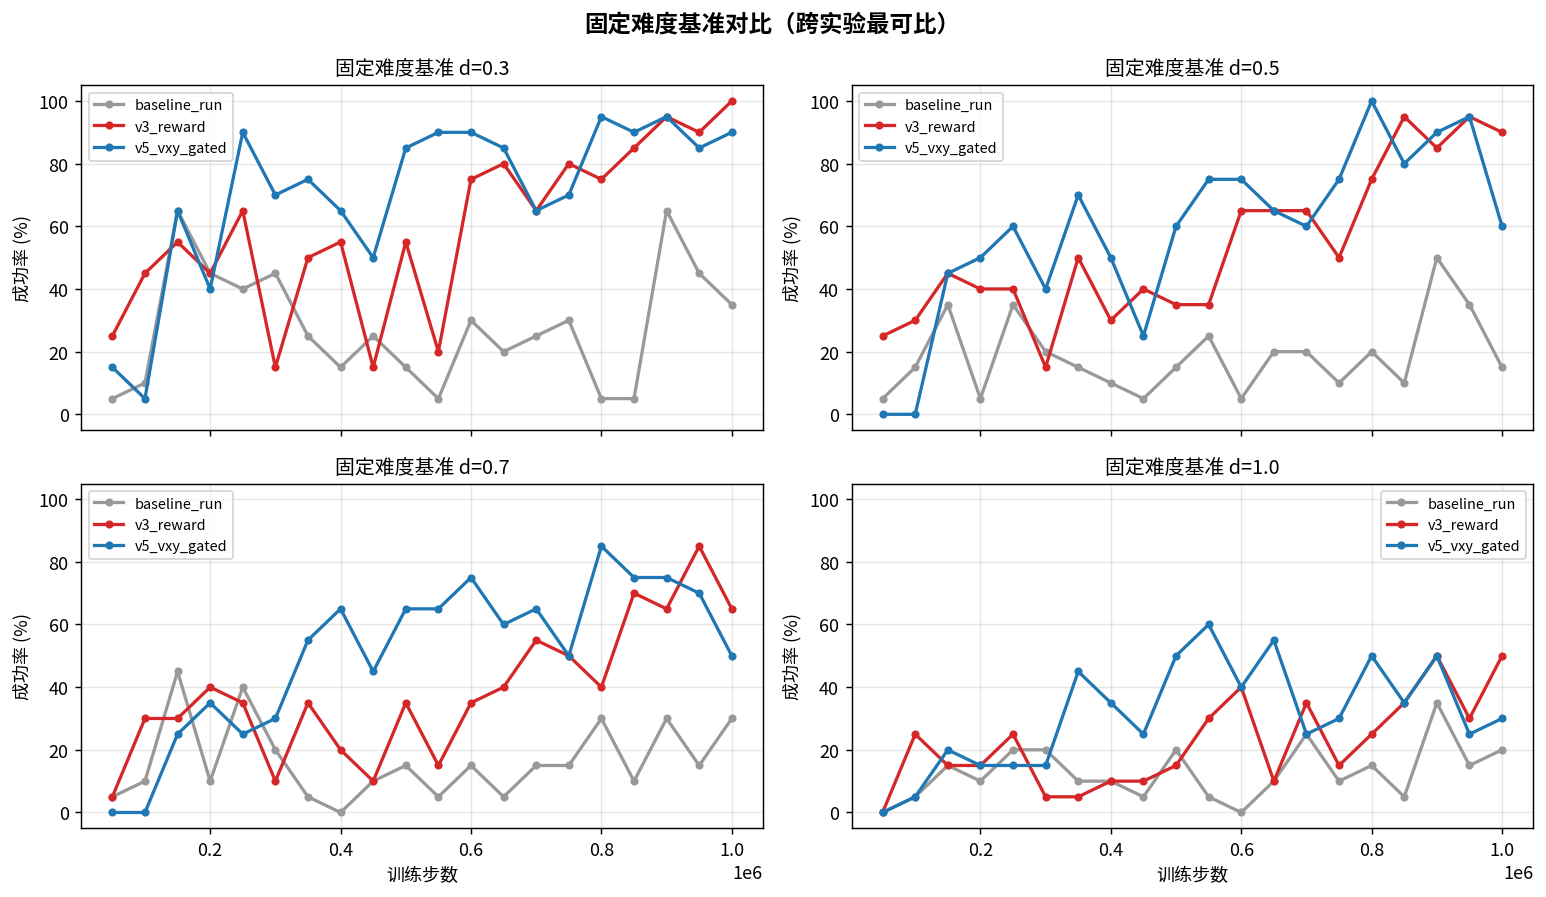 固定难度基准对比（跨实验最可比）
固定难度基准 d=0.3
100
80
60
40
20
0
成功率 (%)
baseline_run
v3_reward
v5_vxy_gated
固定难度基准 d=0.5
100
80
60
40
20
0
成功率 (%)
baseline_run
v3_reward
v5_vxy_gated
固定难度基准 d=0.7
100
80
60
40
20
0
成功率 (%)
baseline_run
v3_reward
v5_vxy_gated
0.2 0.4 0.6 0.8 1.0
1e6
训练步数
固定难度基准 d=1.0
100
80
60
40
20
0
成功率 (%)
baseline_run
v3_reward
v5_vxy_gated
0.2 0.4 0.6 0.8 1.0
1e6
训练步数